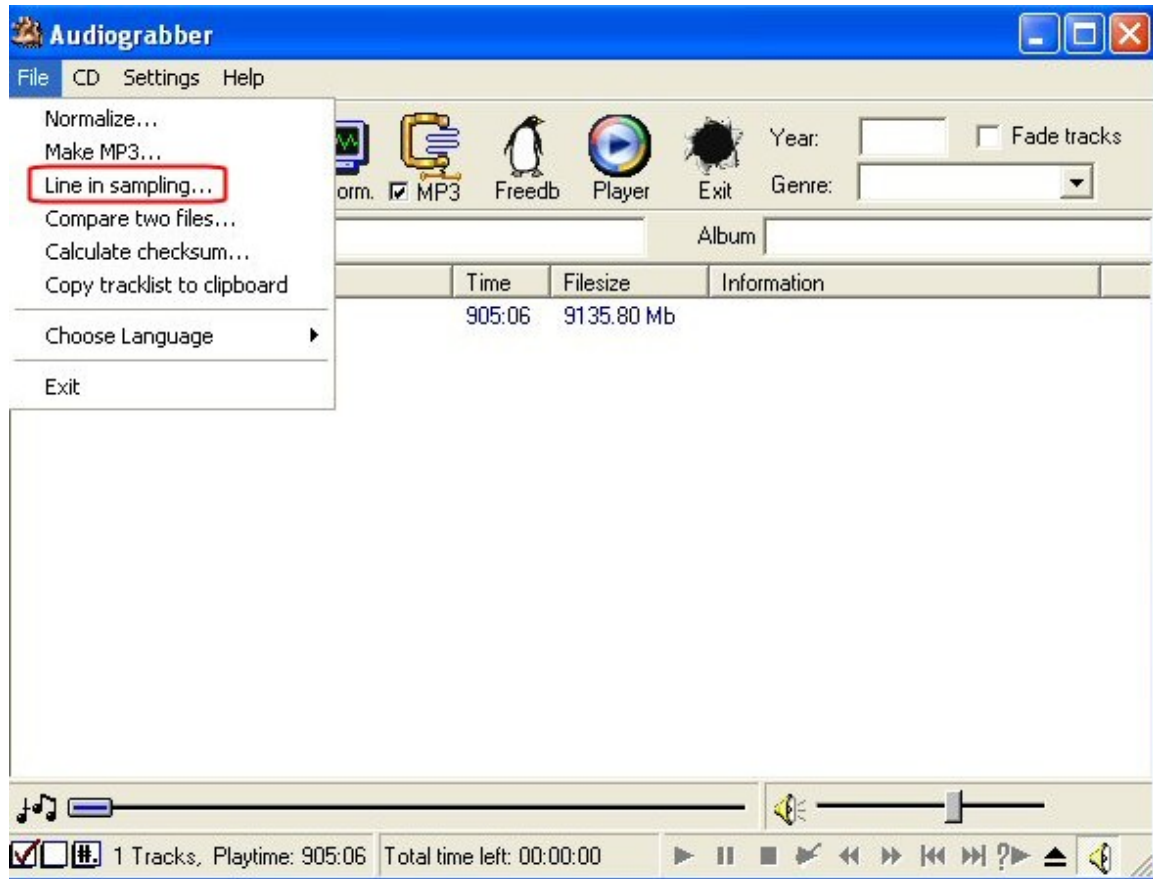 Audiograbber
File CD Settings Help
Normalize...
Make MP3...
Line in sampling...
Compare two files...
Calculate checksum...
Copy tracklist to clipboard
Choose Language
Exit
orm. MP3 Freedb Player Exit
Year: Fade tracks
Genre:
Album
Time Filesize Information
905:06 9135.80 Mb
#. 1 Tracks, Playtime: 905:06 Total time left: 00:00:00 ?